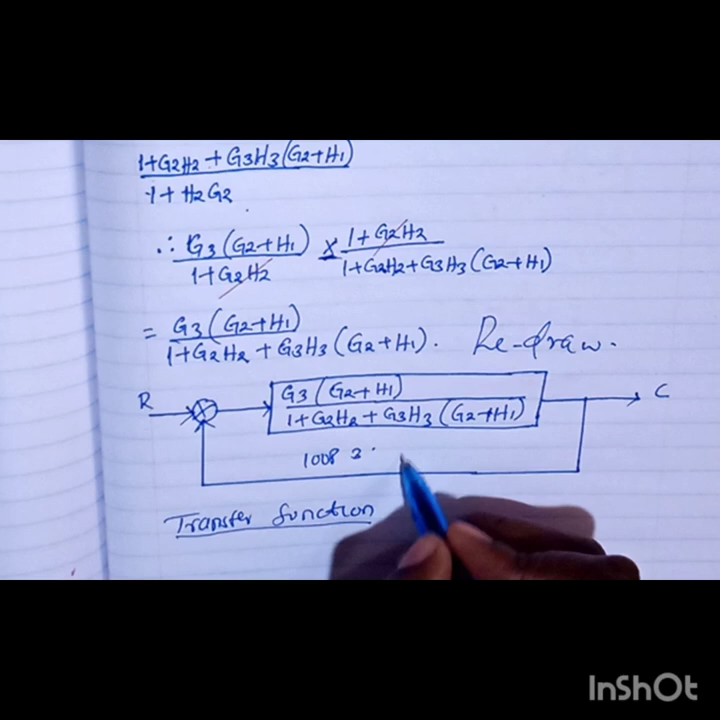 1+G2H2 + G3H3(G2+H1)
1+H2G2
∴ G3(G2+H1) × 1+G2H2
1+G2H2 1+G2H2+G3H3(G2+H1)
= G3(G2+H1)
1+G2H2 + G3H3(G2+H1). Re-draw.
R G3(G2+H1) C
1+G2H2+G3H3(G2+H1)
loop 3.
Transfer function
InShOt